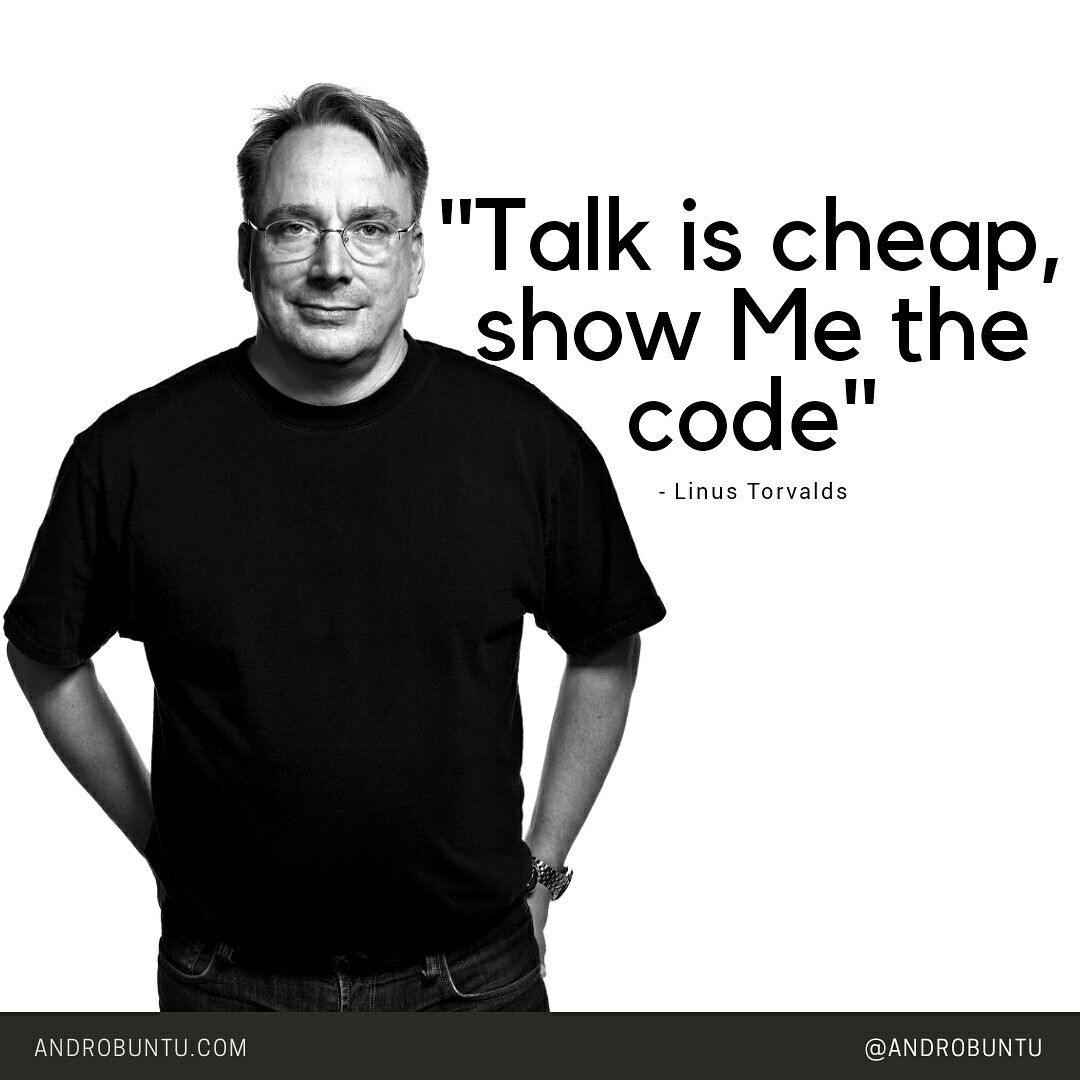 "Talk is cheap,
show Me the
code"
- Linus Torvalds
ANDROBUNTU.COM
@ANDROBUNTU